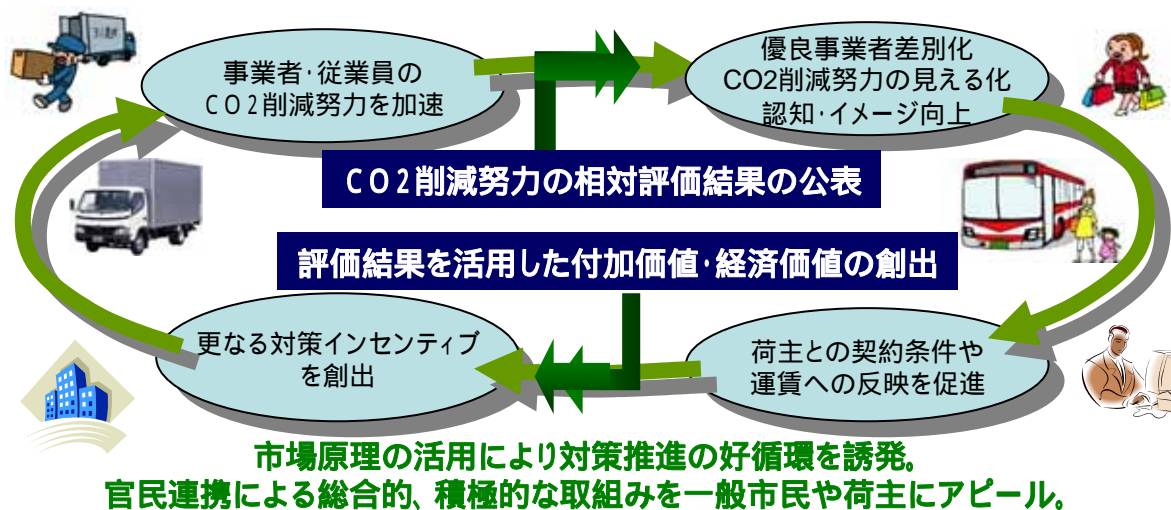 事業者･従業員の
CO2削減努力を加速
優良事業者差別化
CO2削減努力の見える化
認知･イメージ向上
CO2削減努力の相対評価結果の公表
評価結果を活用した付加価値･経済価値の創出
更なる対策インセンティブ
を創出
荷主との契約条件や
運賃への反映を促進
市場原理の活用により対策推進の好循環を誘発。
官民連携による総合的、積極的な取組みを一般市民や荷主にアピール。